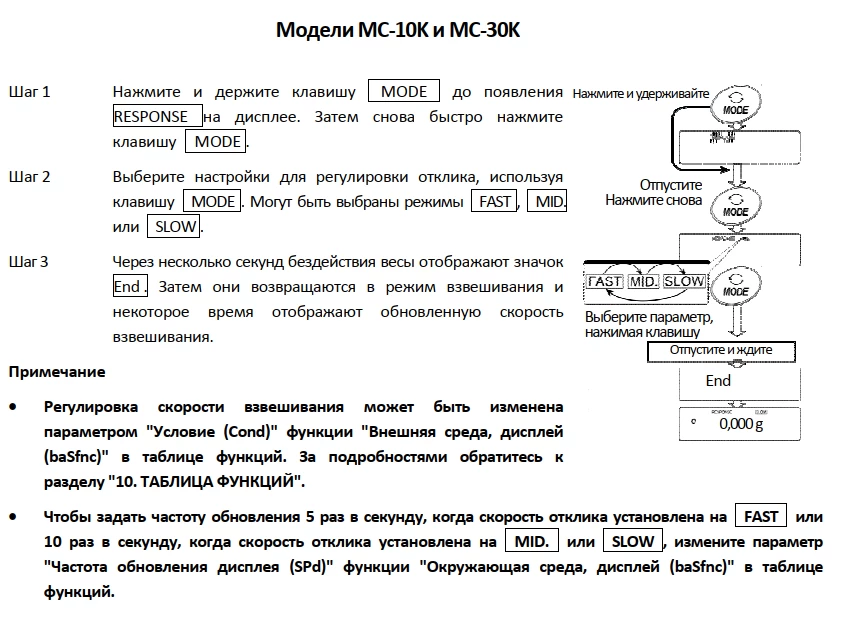 Модели MC-10K и MC-30K
Шаг 1
Нажмите и держите клавишу MODE до появления
RESPONSE на дисплее. Затем снова быстро нажмите
клавишу MODE.
Шаг 2
Выберите настройки для регулировки отклика, используя
клавишу MODE. Могут быть выбраны режимы FAST, MID.
или SLOW.
Шаг 3
Через несколько секунд бездействия весы отображают значок
End. Затем они возвращаются в режим взвешивания и
некоторое время отображают обновленную скорость
взвешивания.
Нажмите и удерживайте
MODE
Отпустите
Нажмите снова
MODE
RESPONSE
FAST MID. SLOW
MODE
Выберите параметр,
нажимая клавишу
Отпустите и ждите
End
RESPONSE SLOW
0,000 g
Примечание
• Регулировка скорости взвешивания может быть изменена
параметром "Условие (Cond)" функции "Внешняя среда, дисплей
(baSfnc)" в таблице функций. За подробностями обратитесь к
разделу "10. ТАБЛИЦА ФУНКЦИЙ".
• Чтобы задать частоту обновления 5 раз в секунду, когда скорость отклика установлена на FAST или
10 раз в секунду, когда скорость отклика установлена на MID. или SLOW, измените параметр
"Частота обновления дисплея (SPd)" функции "Окружающая среда, дисплей (baSfnc)" в таблице
функций.